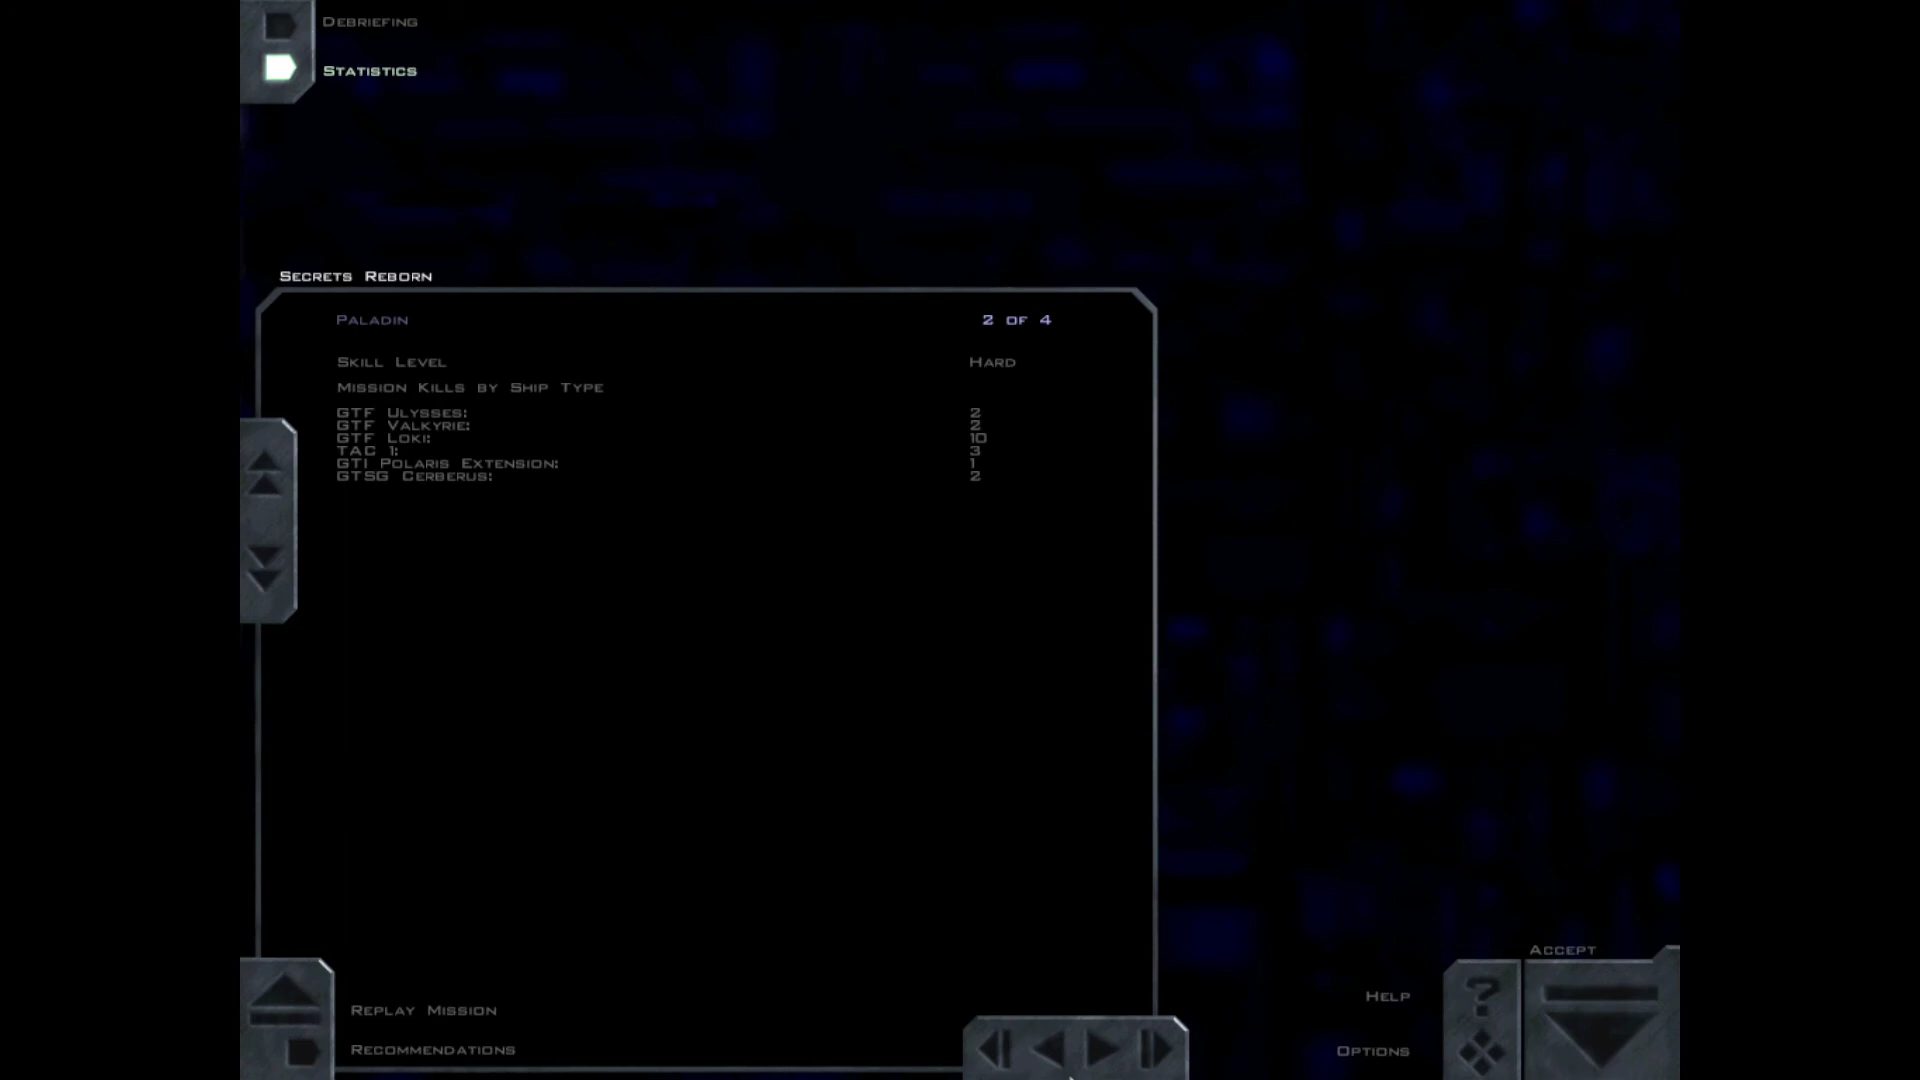 Debriefing
Statistics
Secrets Reborn
Paladin 2 of 4
Skill Level Hard
Mission Kills by Ship Type
GTF Ulysses: 2
GTF Valkyrie: 2
GTF Loki: 10
TAC 1: 3
GTI Polaris Extension: 1
GTSG Cerberus: 2
Accept
Help
Replay Mission
Recommendations
Options